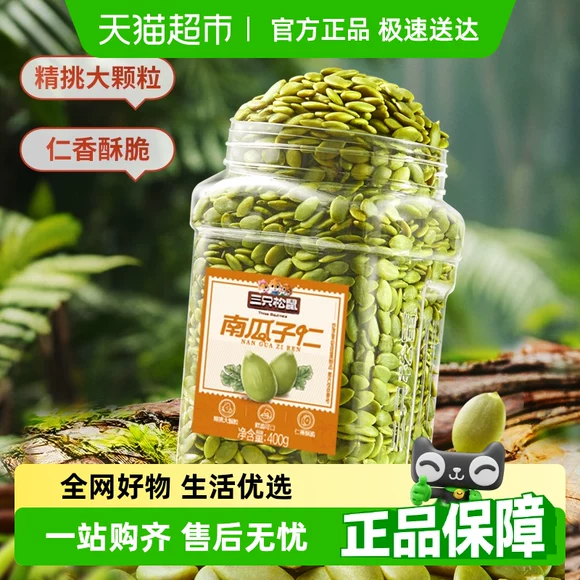 天猫超市 官方正品 极速送达
精挑大颗粒
仁香酥脆
三只松鼠
Three Squirrels
南瓜子仁
NAN GUA ZI REN
净含量:400g
全网好物 生活优选
一站购齐 售后无忧
正品保障